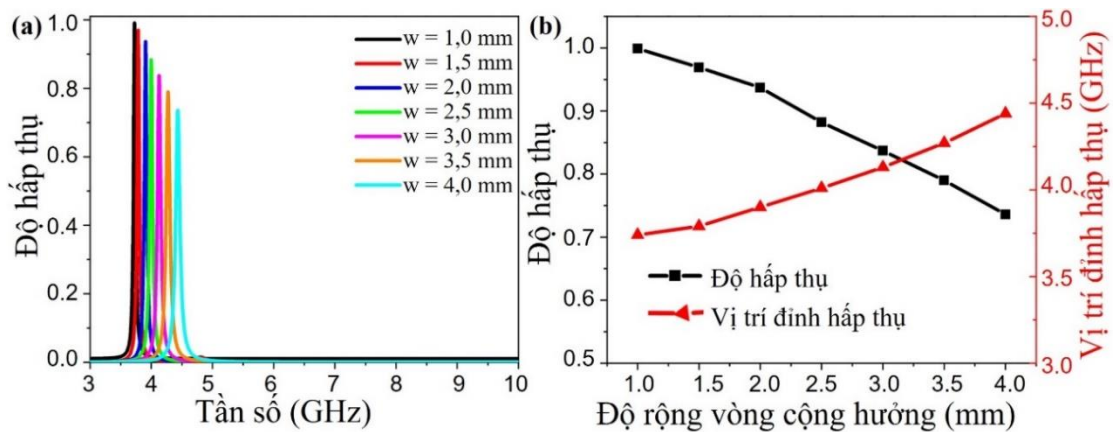 (a)
Độ hấp thụ
1.0
0.8
0.6
0.4
0.2
0.0
3 4 5 6 7 8 9 10
Tần số (GHz)
w = 1,0 mm
w = 1,5 mm
w = 2,0 mm
w = 2,5 mm
w = 3,0 mm
w = 3,5 mm
w = 4,0 mm
(b)
Độ hấp thụ
1.0
0.9
0.8
0.7
0.6
0.5
1.0 1.5 2.0 2.5 3.0 3.5 4.0
Độ rộng vòng cộng hưởng (mm)
Độ hấp thụ
Vị trí đỉnh hấp thụ
5.0
4.5
4.0
3.5
3.0
Vị trí đỉnh hấp thụ (GHz)